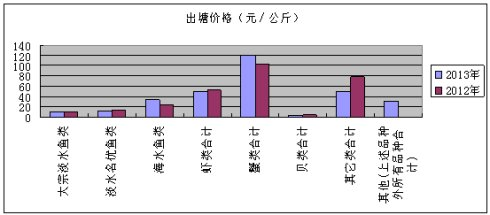 出塘价格（元/公斤）
140
120
100
80
60
40
20
0
大宗淡水鱼类
淡水名优鱼类
海水鱼类
虾类合计
蟹类合计
贝类合计
其它类合计
其他(上述品种
外所有品种合
计)
2013年
2012年